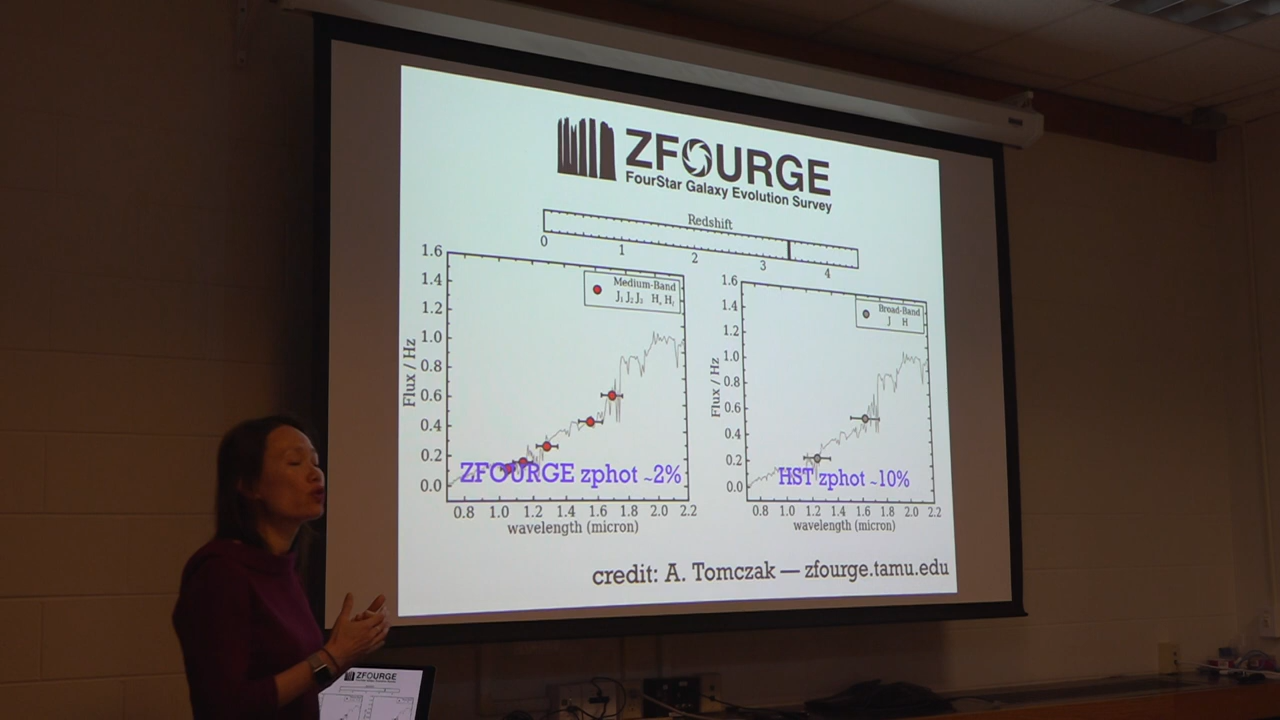 ZFOURGE
FourStar Galaxy Evolution Survey
Redshift
0 1 2 3 4
1.6
1.4
1.2
1.0
0.8
0.6
0.4
0.2
0.0
Flux / Hz
Medium-Band
J₁ J₂ J₃ Hₛ Hₗ
ZFOURGE zphot ~2%
0.8 1.0 1.2 1.4 1.6 1.8 2.0 2.2
wavelength (micron)
1.6
1.4
1.2
1.0
0.8
0.6
0.4
0.2
0.0
Flux / Hz
Broad-Band
J H
HST zphot ~10%
0.8 1.0 1.2 1.4 1.6 1.8 2.0 2.2
wavelength (micron)
credit: A. Tomczak — zfourge.tamu.edu
ZFOURGE